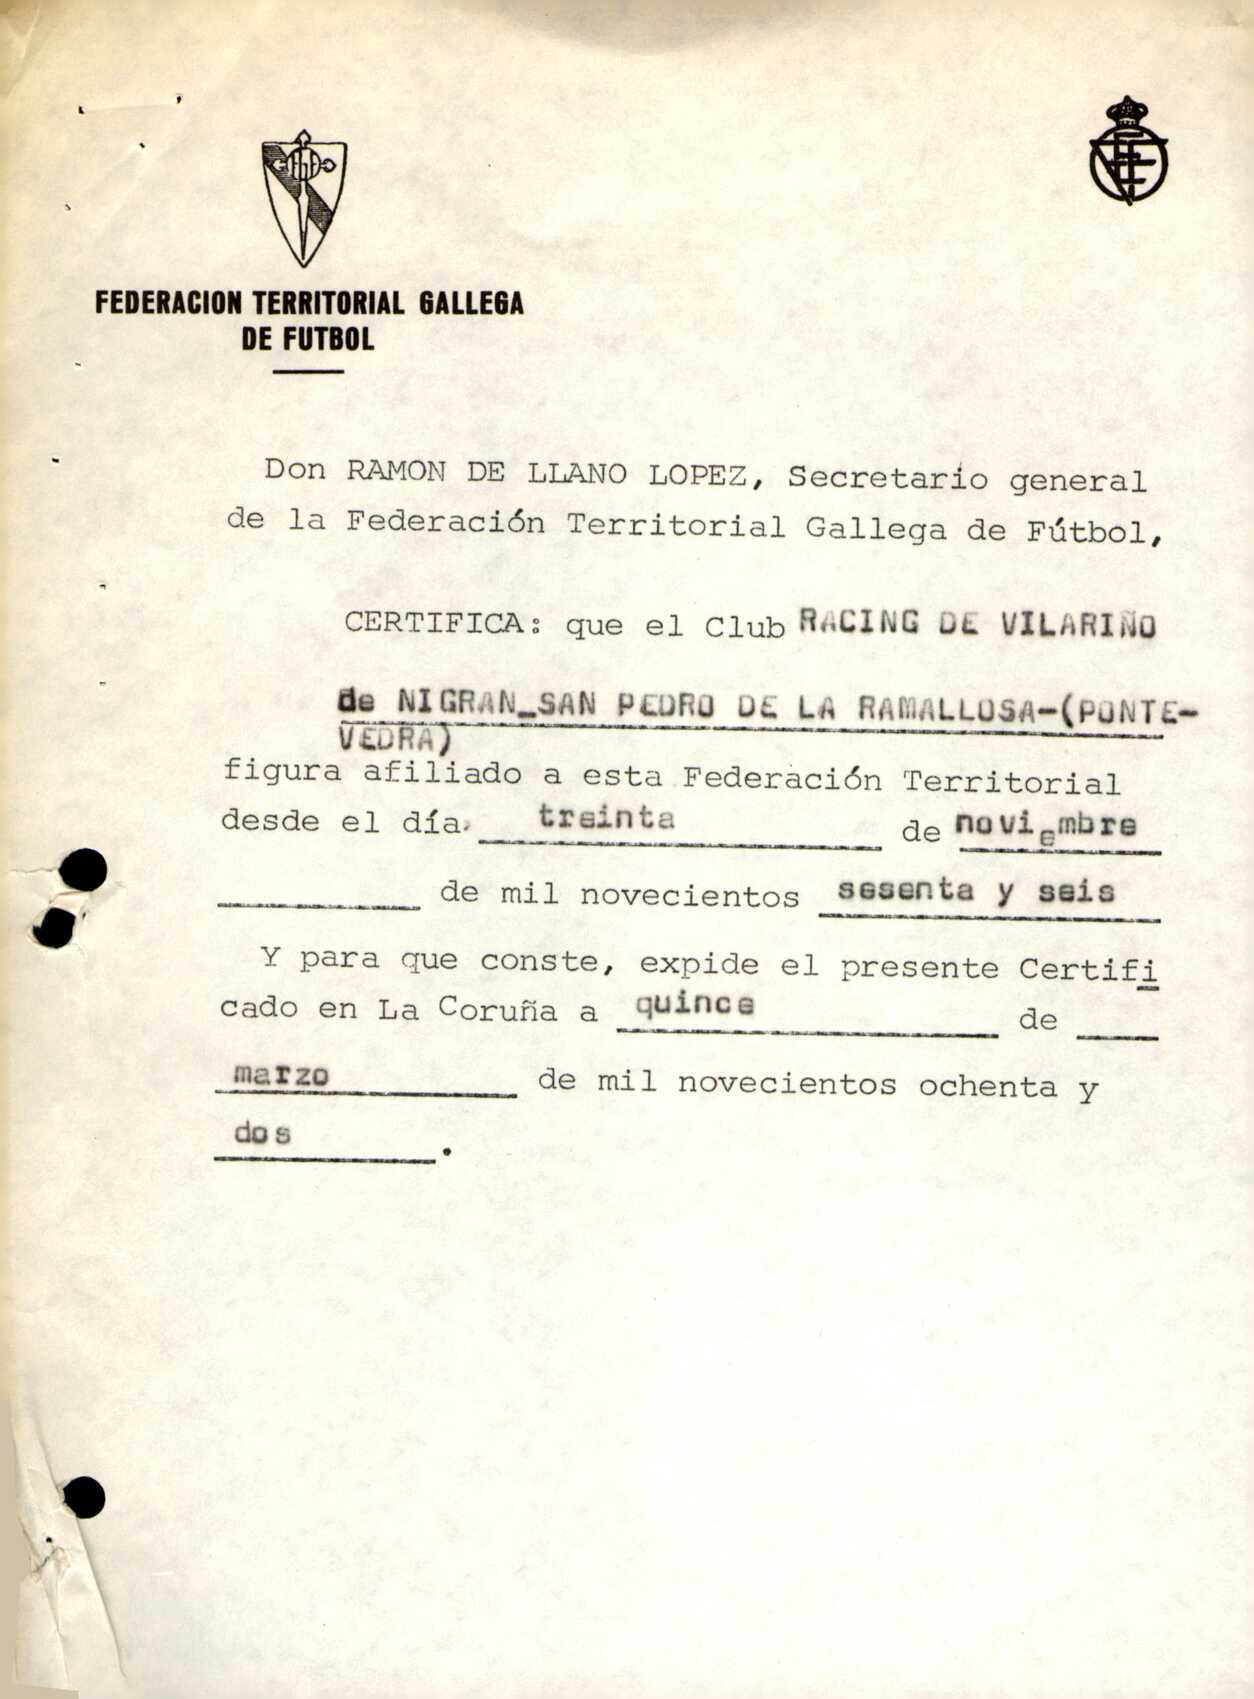 FGF
FEDERACION TERRITORIAL GALLEGA
DE FUTBOL
Don RAMON DE LLANO LOPEZ, Secretario general
de la Federación Territorial Gallega de Fútbol,
CERTIFICA: que el Club RACING DE VILARIÑO
de NIGRAN_SAN PEDRO DE LA RAMALLOSA-(PONTE-
VEDRA)
figura afiliado a esta Federación Territorial
desde el día treinta de noviembre
de mil novecientos sesenta y seis
Y para que conste, expide el presente Certifi
cado en La Coruña a quince de
marzo de mil novecientos ochenta y
dos.